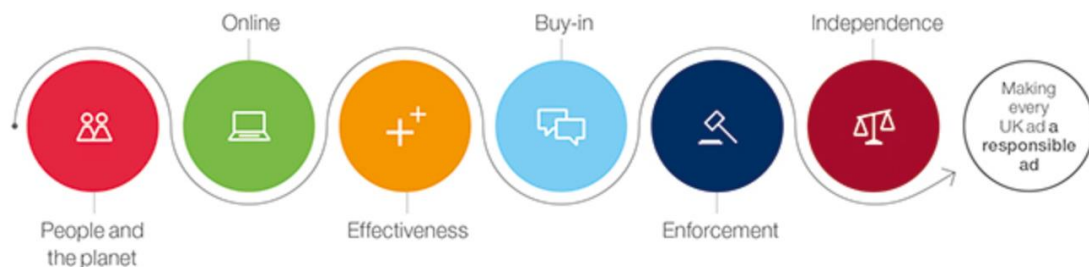 Online
Buy-in
Independence
Making
every
UK ad a
responsible
ad
People and
the planet
Effectiveness
Enforcement